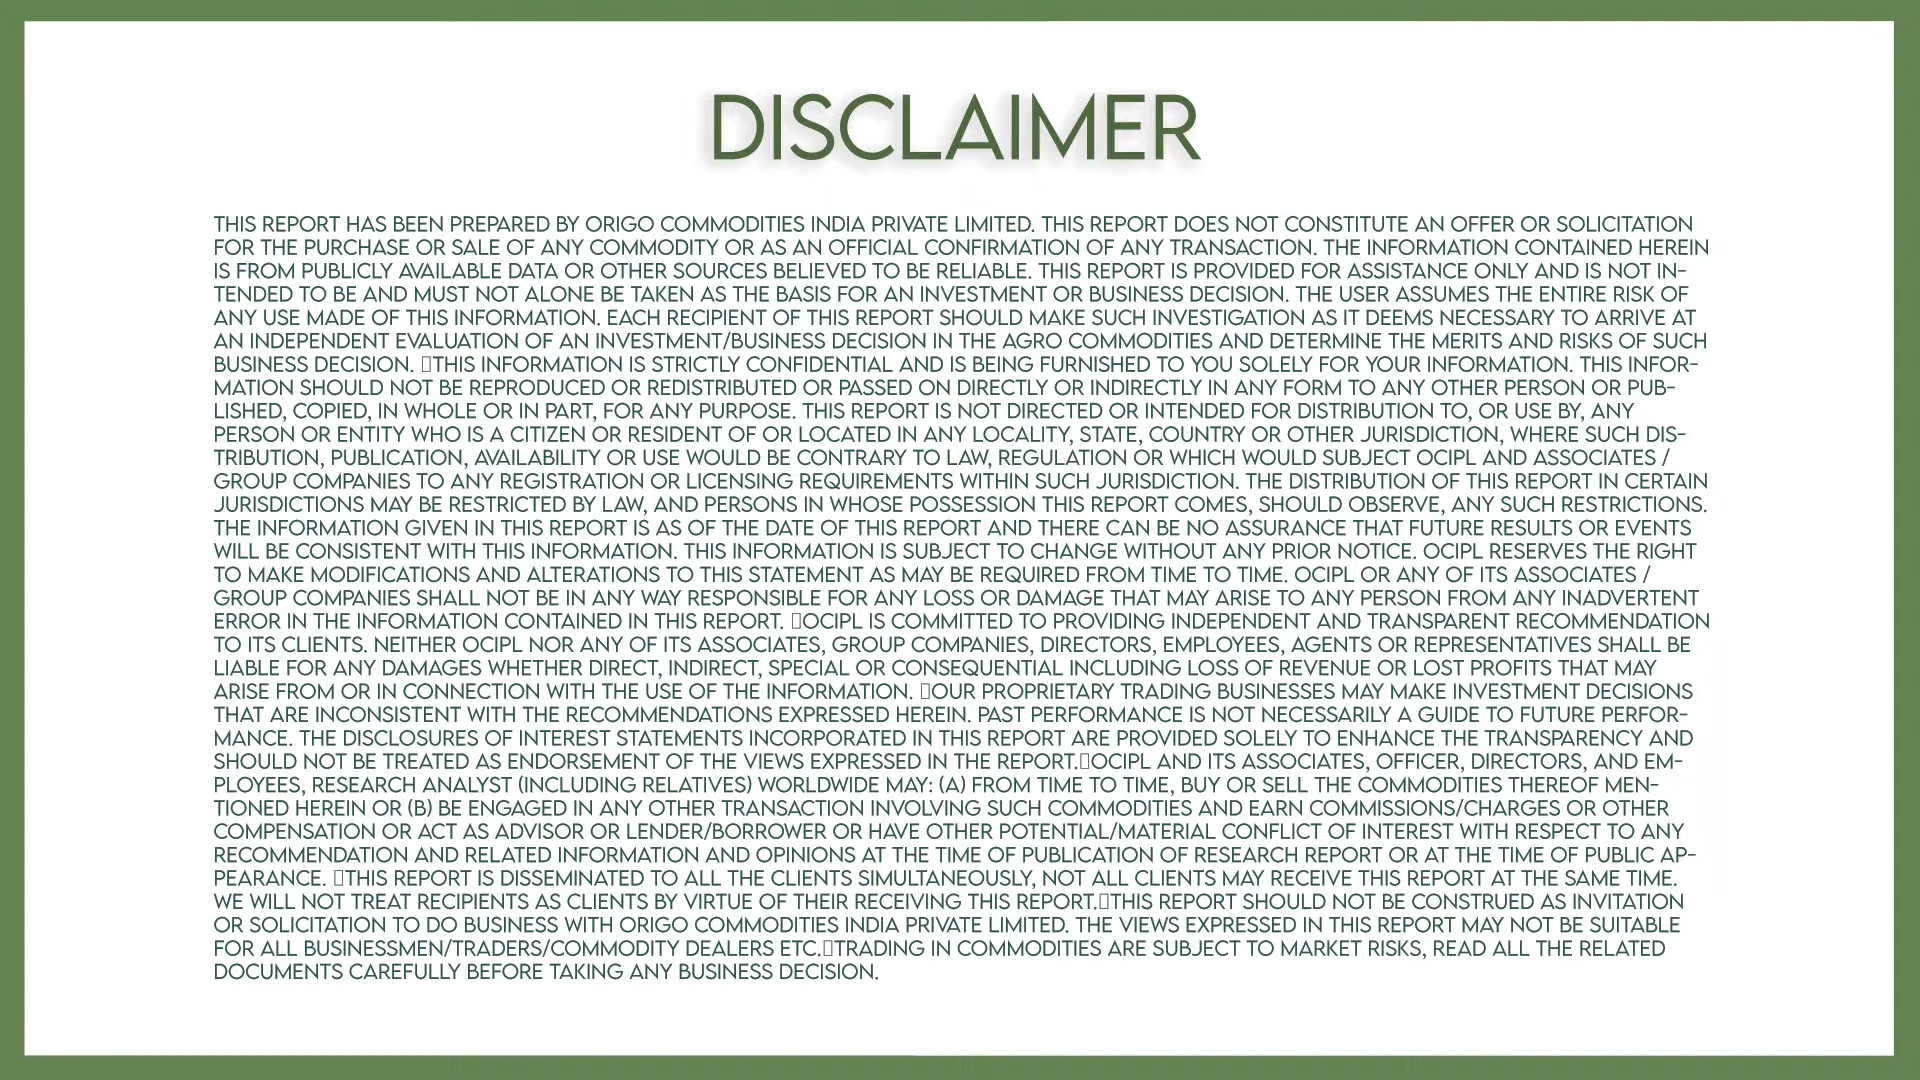 DISCLAIMER
THIS REPORT HAS BEEN PREPARED BY ORIGO COMMODITIES INDIA PRIVATE LIMITED. THIS REPORT DOES NOT CONSTITUTE AN OFFER OR SOLICITATION
FOR THE PURCHASE OR SALE OF ANY COMMODITY OR AS AN OFFICIAL CONFIRMATION OF ANY TRANSACTION. THE INFORMATION CONTAINED HEREIN
IS FROM PUBLICLY AVAILABLE DATA OR OTHER SOURCES BELIEVED TO BE RELIABLE. THIS REPORT IS PROVIDED FOR ASSISTANCE ONLY AND IS NOT IN-
TENDED TO BE AND MUST NOT ALONE BE TAKEN AS THE BASIS FOR AN INVESTMENT OR BUSINESS DECISION. THE USER ASSUMES THE ENTIRE RISK OF
ANY USE MADE OF THIS INFORMATION. EACH RECIPIENT OF THIS REPORT SHOULD MAKE SUCH INVESTIGATION AS IT DEEMS NECESSARY TO ARRIVE AT
AN INDEPENDENT EVALUATION OF AN INVESTMENT/BUSINESS DECISION IN THE AGRO COMMODITIES AND DETERMINE THE MERITS AND RISKS OF SUCH
BUSINESS DECISION. ▯THIS INFORMATION IS STRICTLY CONFIDENTIAL AND IS BEING FURNISHED TO YOU SOLELY FOR YOUR INFORMATION. THIS INFOR-
MATION SHOULD NOT BE REPRODUCED OR REDISTRIBUTED OR PASSED ON DIRECTLY OR INDIRECTLY IN ANY FORM TO ANY OTHER PERSON OR PUB-
LISHED, COPIED, IN WHOLE OR IN PART, FOR ANY PURPOSE. THIS REPORT IS NOT DIRECTED OR INTENDED FOR DISTRIBUTION TO, OR USE BY, ANY
PERSON OR ENTITY WHO IS A CITIZEN OR RESIDENT OF OR LOCATED IN ANY LOCALITY, STATE, COUNTRY OR OTHER JURISDICTION, WHERE SUCH DIS-
TRIBUTION, PUBLICATION, AVAILABILITY OR USE WOULD BE CONTRARY TO LAW, REGULATION OR WHICH WOULD SUBJECT OCIPL AND ASSOCIATES /
GROUP COMPANIES TO ANY REGISTRATION OR LICENSING REQUIREMENTS WITHIN SUCH JURISDICTION. THE DISTRIBUTION OF THIS REPORT IN CERTAIN
JURISDICTIONS MAY BE RESTRICTED BY LAW, AND PERSONS IN WHOSE POSSESSION THIS REPORT COMES, SHOULD OBSERVE, ANY SUCH RESTRICTIONS.
THE INFORMATION GIVEN IN THIS REPORT IS AS OF THE DATE OF THIS REPORT AND THERE CAN BE NO ASSURANCE THAT FUTURE RESULTS OR EVENTS
WILL BE CONSISTENT WITH THIS INFORMATION. THIS INFORMATION IS SUBJECT TO CHANGE WITHOUT ANY PRIOR NOTICE. OCIPL RESERVES THE RIGHT
TO MAKE MODIFICATIONS AND ALTERATIONS TO THIS STATEMENT AS MAY BE REQUIRED FROM TIME TO TIME. OCIPL OR ANY OF ITS ASSOCIATES /
GROUP COMPANIES SHALL NOT BE IN ANY WAY RESPONSIBLE FOR ANY LOSS OR DAMAGE THAT MAY ARISE TO ANY PERSON FROM ANY INADVERTENT
ERROR IN THE INFORMATION CONTAINED IN THIS REPORT. ▯OCIPL IS COMMITTED TO PROVIDING INDEPENDENT AND TRANSPARENT RECOMMENDATION
TO ITS CLIENTS. NEITHER OCIPL NOR ANY OF ITS ASSOCIATES, GROUP COMPANIES, DIRECTORS, EMPLOYEES, AGENTS OR REPRESENTATIVES SHALL BE
LIABLE FOR ANY DAMAGES WHETHER DIRECT, INDIRECT, SPECIAL OR CONSEQUENTIAL INCLUDING LOSS OF REVENUE OR LOST PROFITS THAT MAY
ARISE FROM OR IN CONNECTION WITH THE USE OF THE INFORMATION. ▯OUR PROPRIETARY TRADING BUSINESSES MAY MAKE INVESTMENT DECISIONS
THAT ARE INCONSISTENT WITH THE RECOMMENDATIONS EXPRESSED HEREIN. PAST PERFORMANCE IS NOT NECESSARILY A GUIDE TO FUTURE PERFOR-
MANCE. THE DISCLOSURES OF INTEREST STATEMENTS INCORPORATED IN THIS REPORT ARE PROVIDED SOLELY TO ENHANCE THE TRANSPARENCY AND
SHOULD NOT BE TREATED AS ENDORSEMENT OF THE VIEWS EXPRESSED IN THE REPORT.▯OCIPL AND ITS ASSOCIATES, OFFICER, DIRECTORS, AND EM-
PLOYEES, RESEARCH ANALYST (INCLUDING RELATIVES) WORLDWIDE MAY: (A) FROM TIME TO TIME, BUY OR SELL THE COMMODITIES THEREOF MEN-
TIONED HEREIN OR (B) BE ENGAGED IN ANY OTHER TRANSACTION INVOLVING SUCH COMMODITIES AND EARN COMMISSIONS/CHARGES OR OTHER
COMPENSATION OR ACT AS ADVISOR OR LENDER/BORROWER OR HAVE OTHER POTENTIAL/MATERIAL CONFLICT OF INTEREST WITH RESPECT TO ANY
RECOMMENDATION AND RELATED INFORMATION AND OPINIONS AT THE TIME OF PUBLICATION OF RESEARCH REPORT OR AT THE TIME OF PUBLIC AP-
PEARANCE. ▯THIS REPORT IS DISSEMINATED TO ALL THE CLIENTS SIMULTANEOUSLY, NOT ALL CLIENTS MAY RECEIVE THIS REPORT AT THE SAME TIME.
WE WILL NOT TREAT RECIPIENTS AS CLIENTS BY VIRTUE OF THEIR RECEIVING THIS REPORT.▯THIS REPORT SHOULD NOT BE CONSTRUED AS INVITATION
OR SOLICITATION TO DO BUSINESS WITH ORIGO COMMODITIES INDIA PRIVATE LIMITED. THE VIEWS EXPRESSED IN THIS REPORT MAY NOT BE SUITABLE
FOR ALL BUSINESSMEN/TRADERS/COMMODITY DEALERS ETC.▯TRADING IN COMMODITIES ARE SUBJECT TO MARKET RISKS, READ ALL THE RELATED
DOCUMENTS CAREFULLY BEFORE TAKING ANY BUSINESS DECISION.